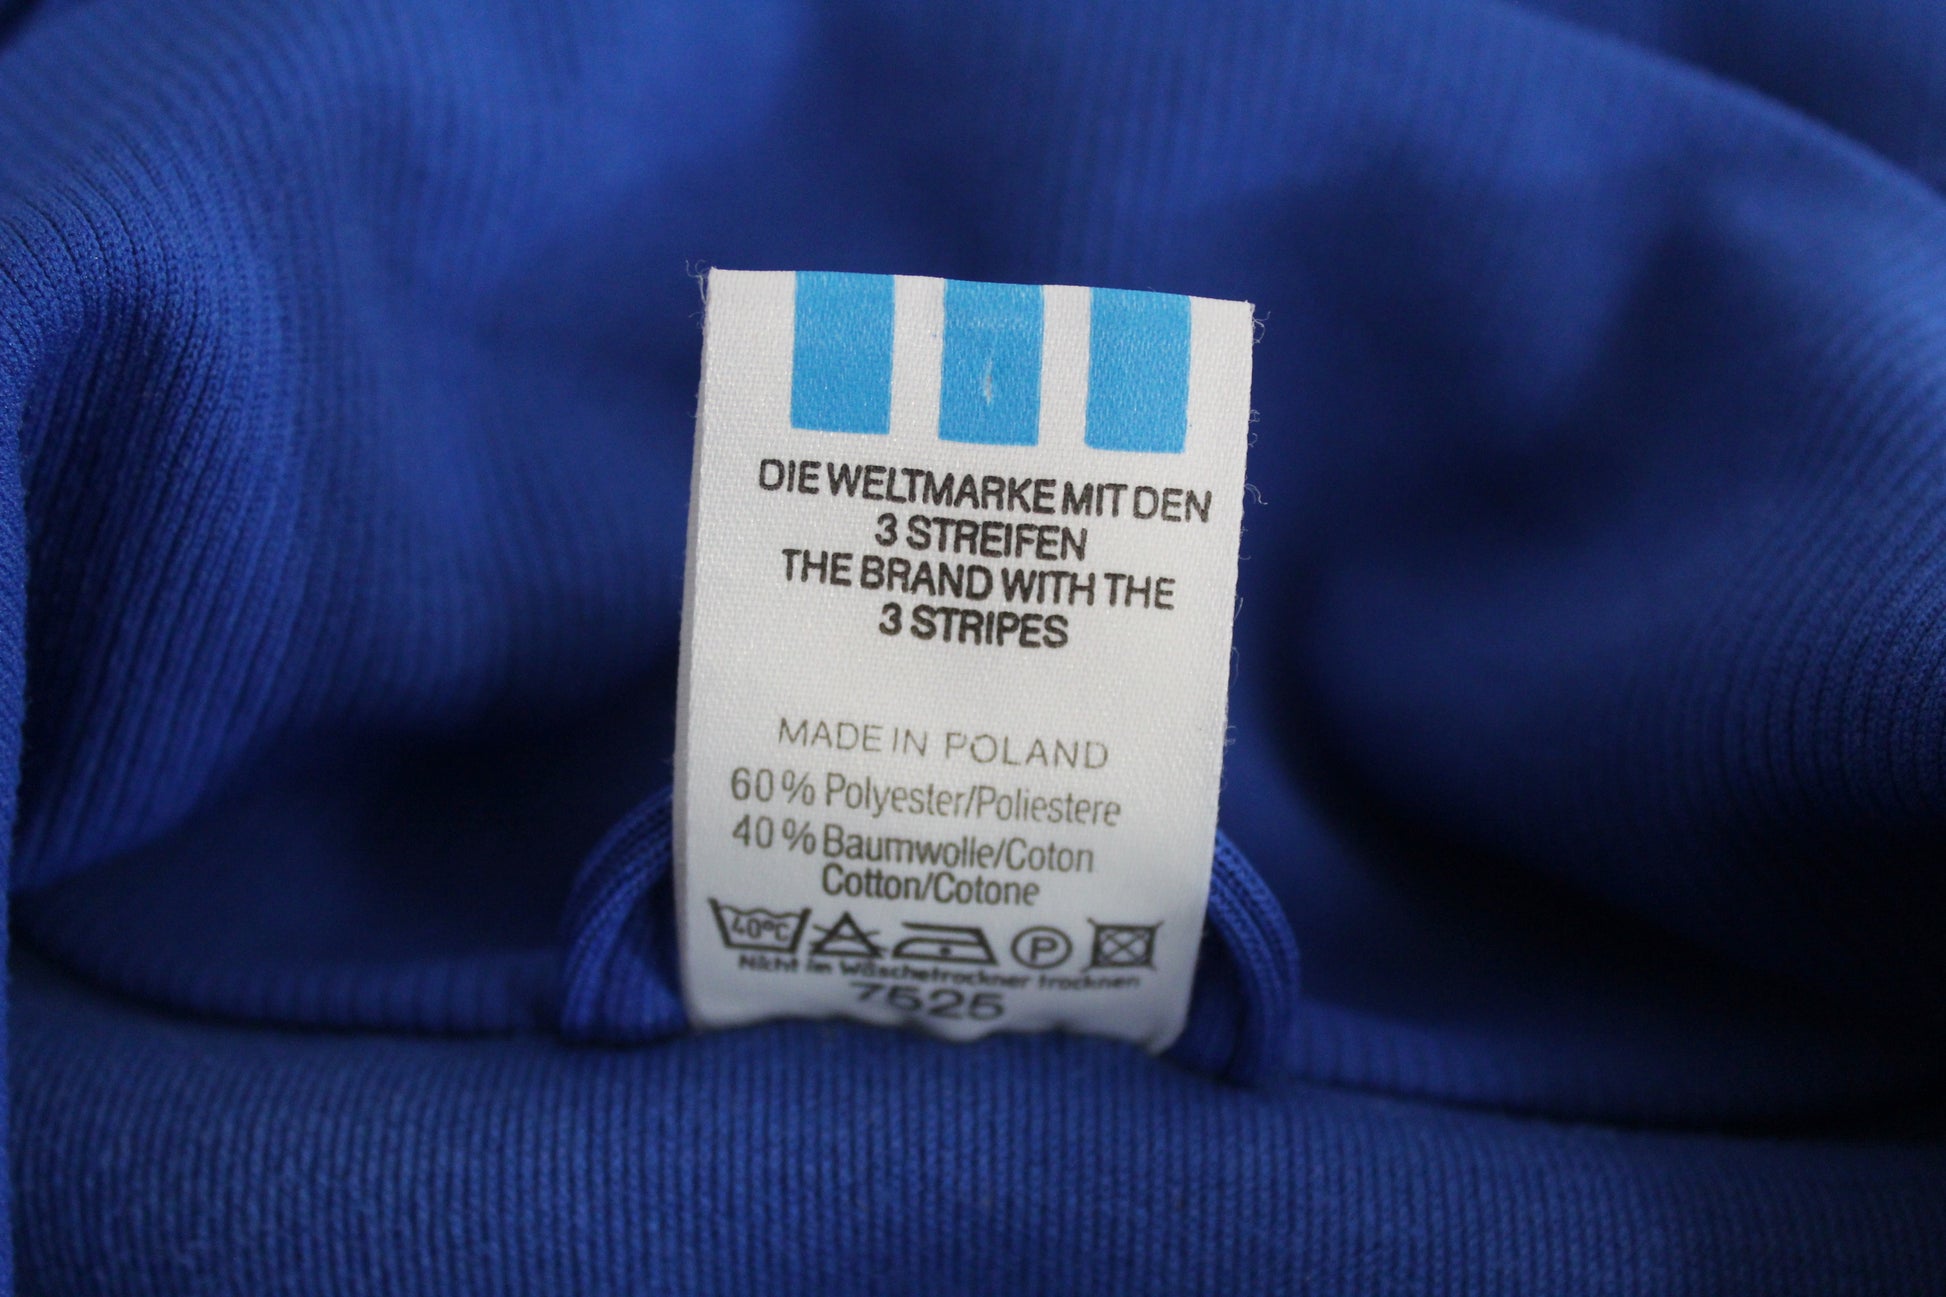 DIE WELTMARKE MIT DEN
3 STREIFEN
THE BRAND WITH THE
3 STRIPES
MADE IN POLAND
60% Polyester/Poliestere
40% Baumwolle/Coton
Cotton/Cotone
40°C P
Nicht im Wäschetrockner trocknen
7525